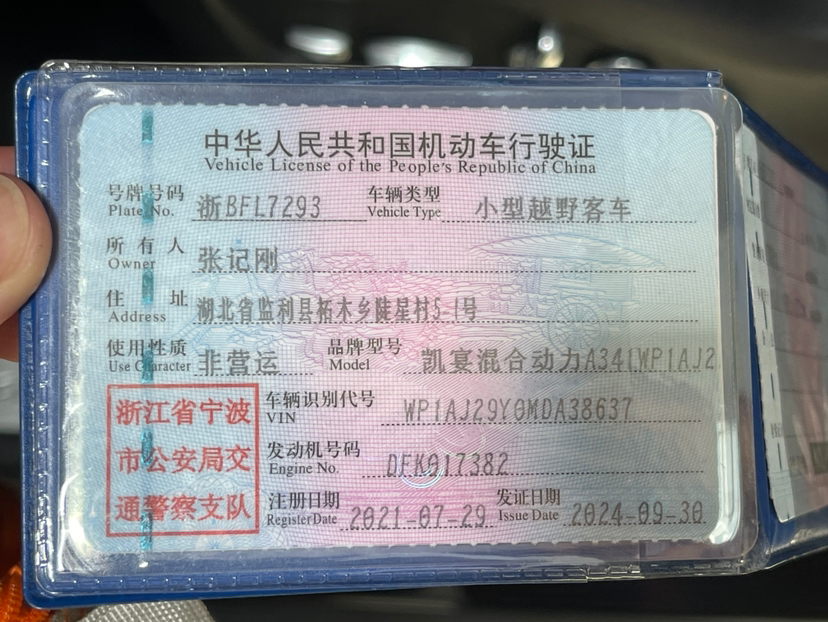 中华人民共和国机动车行驶证
Vehicle License of the People's Republic of China
号牌号码 浙BFL7293 车辆类型 小型越野客车
Plate No. Vehicle Type
所有人 张记刚
Owner
住址 湖北省监利县柘木乡陡星村5-1号
Address
使用性质 非营运 品牌型号 凯宴混合动力A341WP1AJ2
Use Character Model
浙江省宁波 车辆识别代号 WP1AJ29Y0MDA38637
VIN
市公安局交 发动机号码 DFK017382
Engine No.
通警察支队 注册日期 2021-07-29 发证日期 2024-09-30
Register Date Issue Date